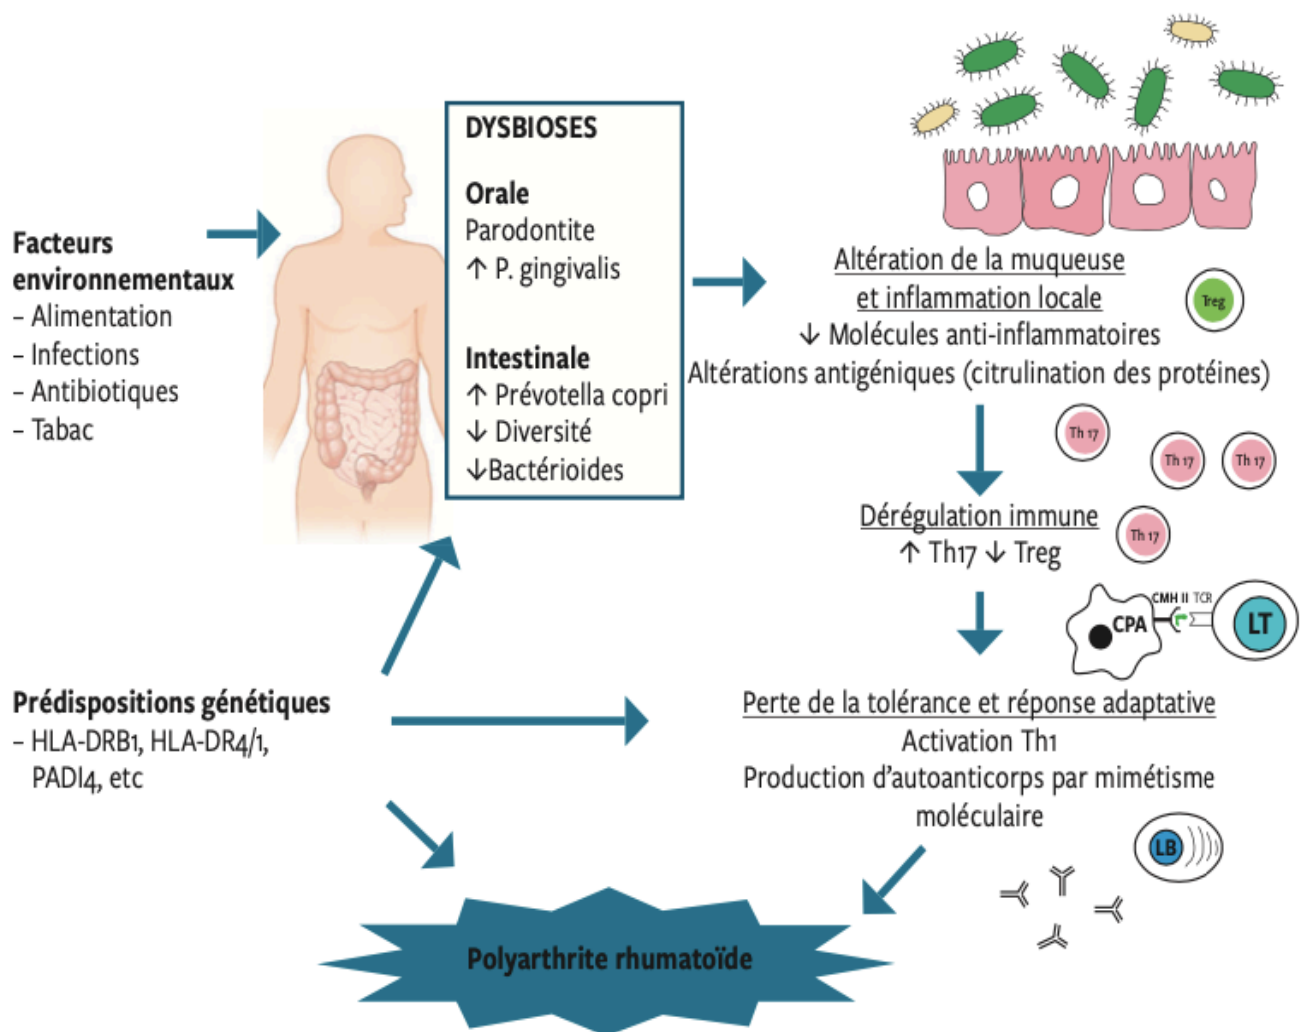 Facteurs
environnementaux
– Alimentation
– Infections
– Antibiotiques
– Tabac
DYSBIOSES
Orale
Parodontite
↑ P. gingivalis
Intestinale
↑ Prévotella copri
↓ Diversité
↓Bactérioides
Altération de la muqueuse
et inflammation locale
↓ Molécules anti-inflammatoires
Altérations antigéniques (citrulination des protéines)
Treg
Th 17
Th 17
Th 17
Th 17
Dérégulation immune
↑ Th17 ↓ Treg
CMH II TCR
CPA
LT
Prédispositions génétiques
– HLA-DRB1, HLA-DR4/1,
PADI4, etc
Perte de la tolérance et réponse adaptative
Activation Th1
Production d’autoanticorps par mimétisme
moléculaire
LB
Polyarthrite rhumatoïde